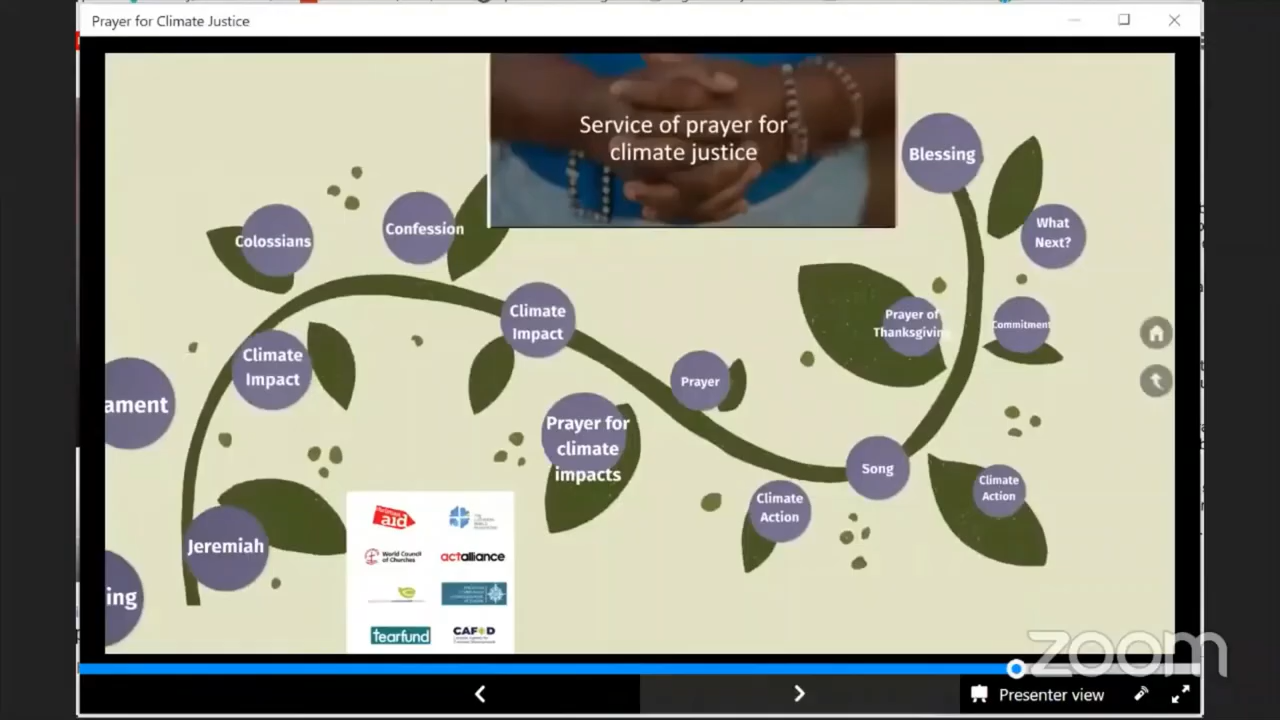 Prayer for Climate Justice
Service of prayer for
climate justice
Blessing
What
Next?
Colossians
Confession
Climate
Impact
Prayer of
Thanksgiving
Commitment
Climate
Impact
Prayer
ament
Prayer for
climate
impacts
Song
Climate
Action
Climate
Action
Jeremiah
ing
christian
aid
World Council
of Churches
actalliance
tearfund
CAFOD
zoom
Presenter view